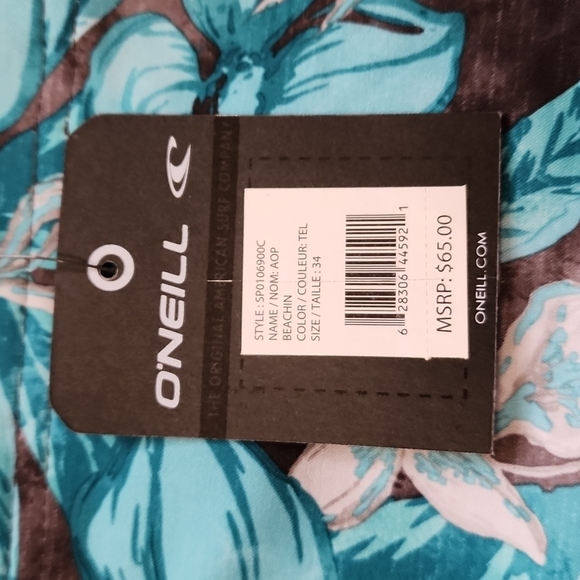 O'NEILL
THE ORIGINAL AMERICAN SURF COMPANY
STYLE : SP0106900C
NAME / NOM: AOP
BEACHIN
COLOR / COULEUR: TEL
SIZE / TAILLE : 34
6 28306 44592 1
MSRP: $65.00
ONEILL.COM